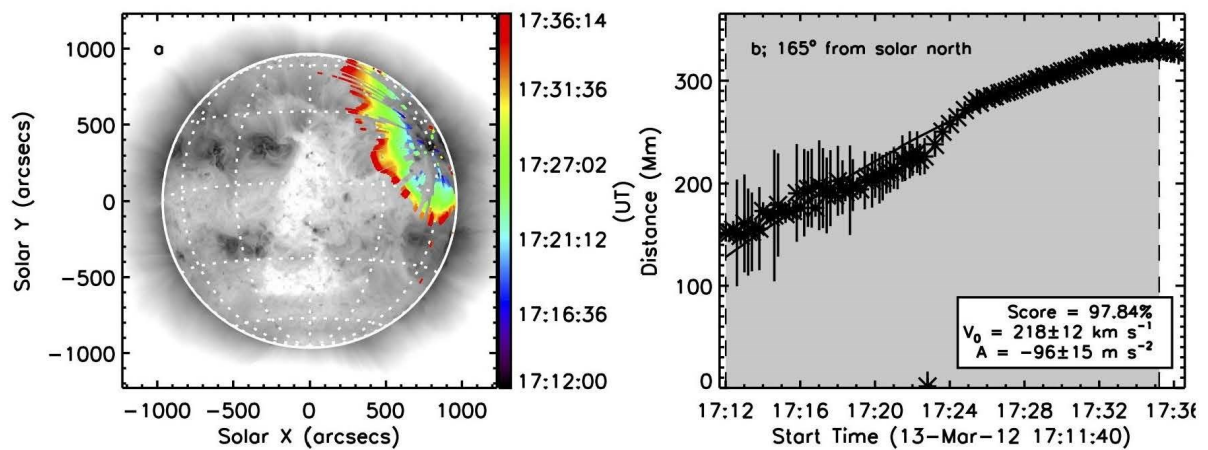 a
1000
500
0
−500
−1000
Solar Y (arcsecs)
−1000 −500 0 500 1000
Solar X (arcsecs)
17:36:14
17:31:36
17:27:02
17:21:12
17:16:36
17:12:00
(UT)
b; 165° from solar north
300
200
100
0
Distance (Mm)
Score = 97.84%
V₀ = 218±12 km s⁻¹
A = −96±15 m s⁻²
17:12 17:16 17:20 17:24 17:28 17:32 17:36
Start Time (13−Mar−12 17:11:40)